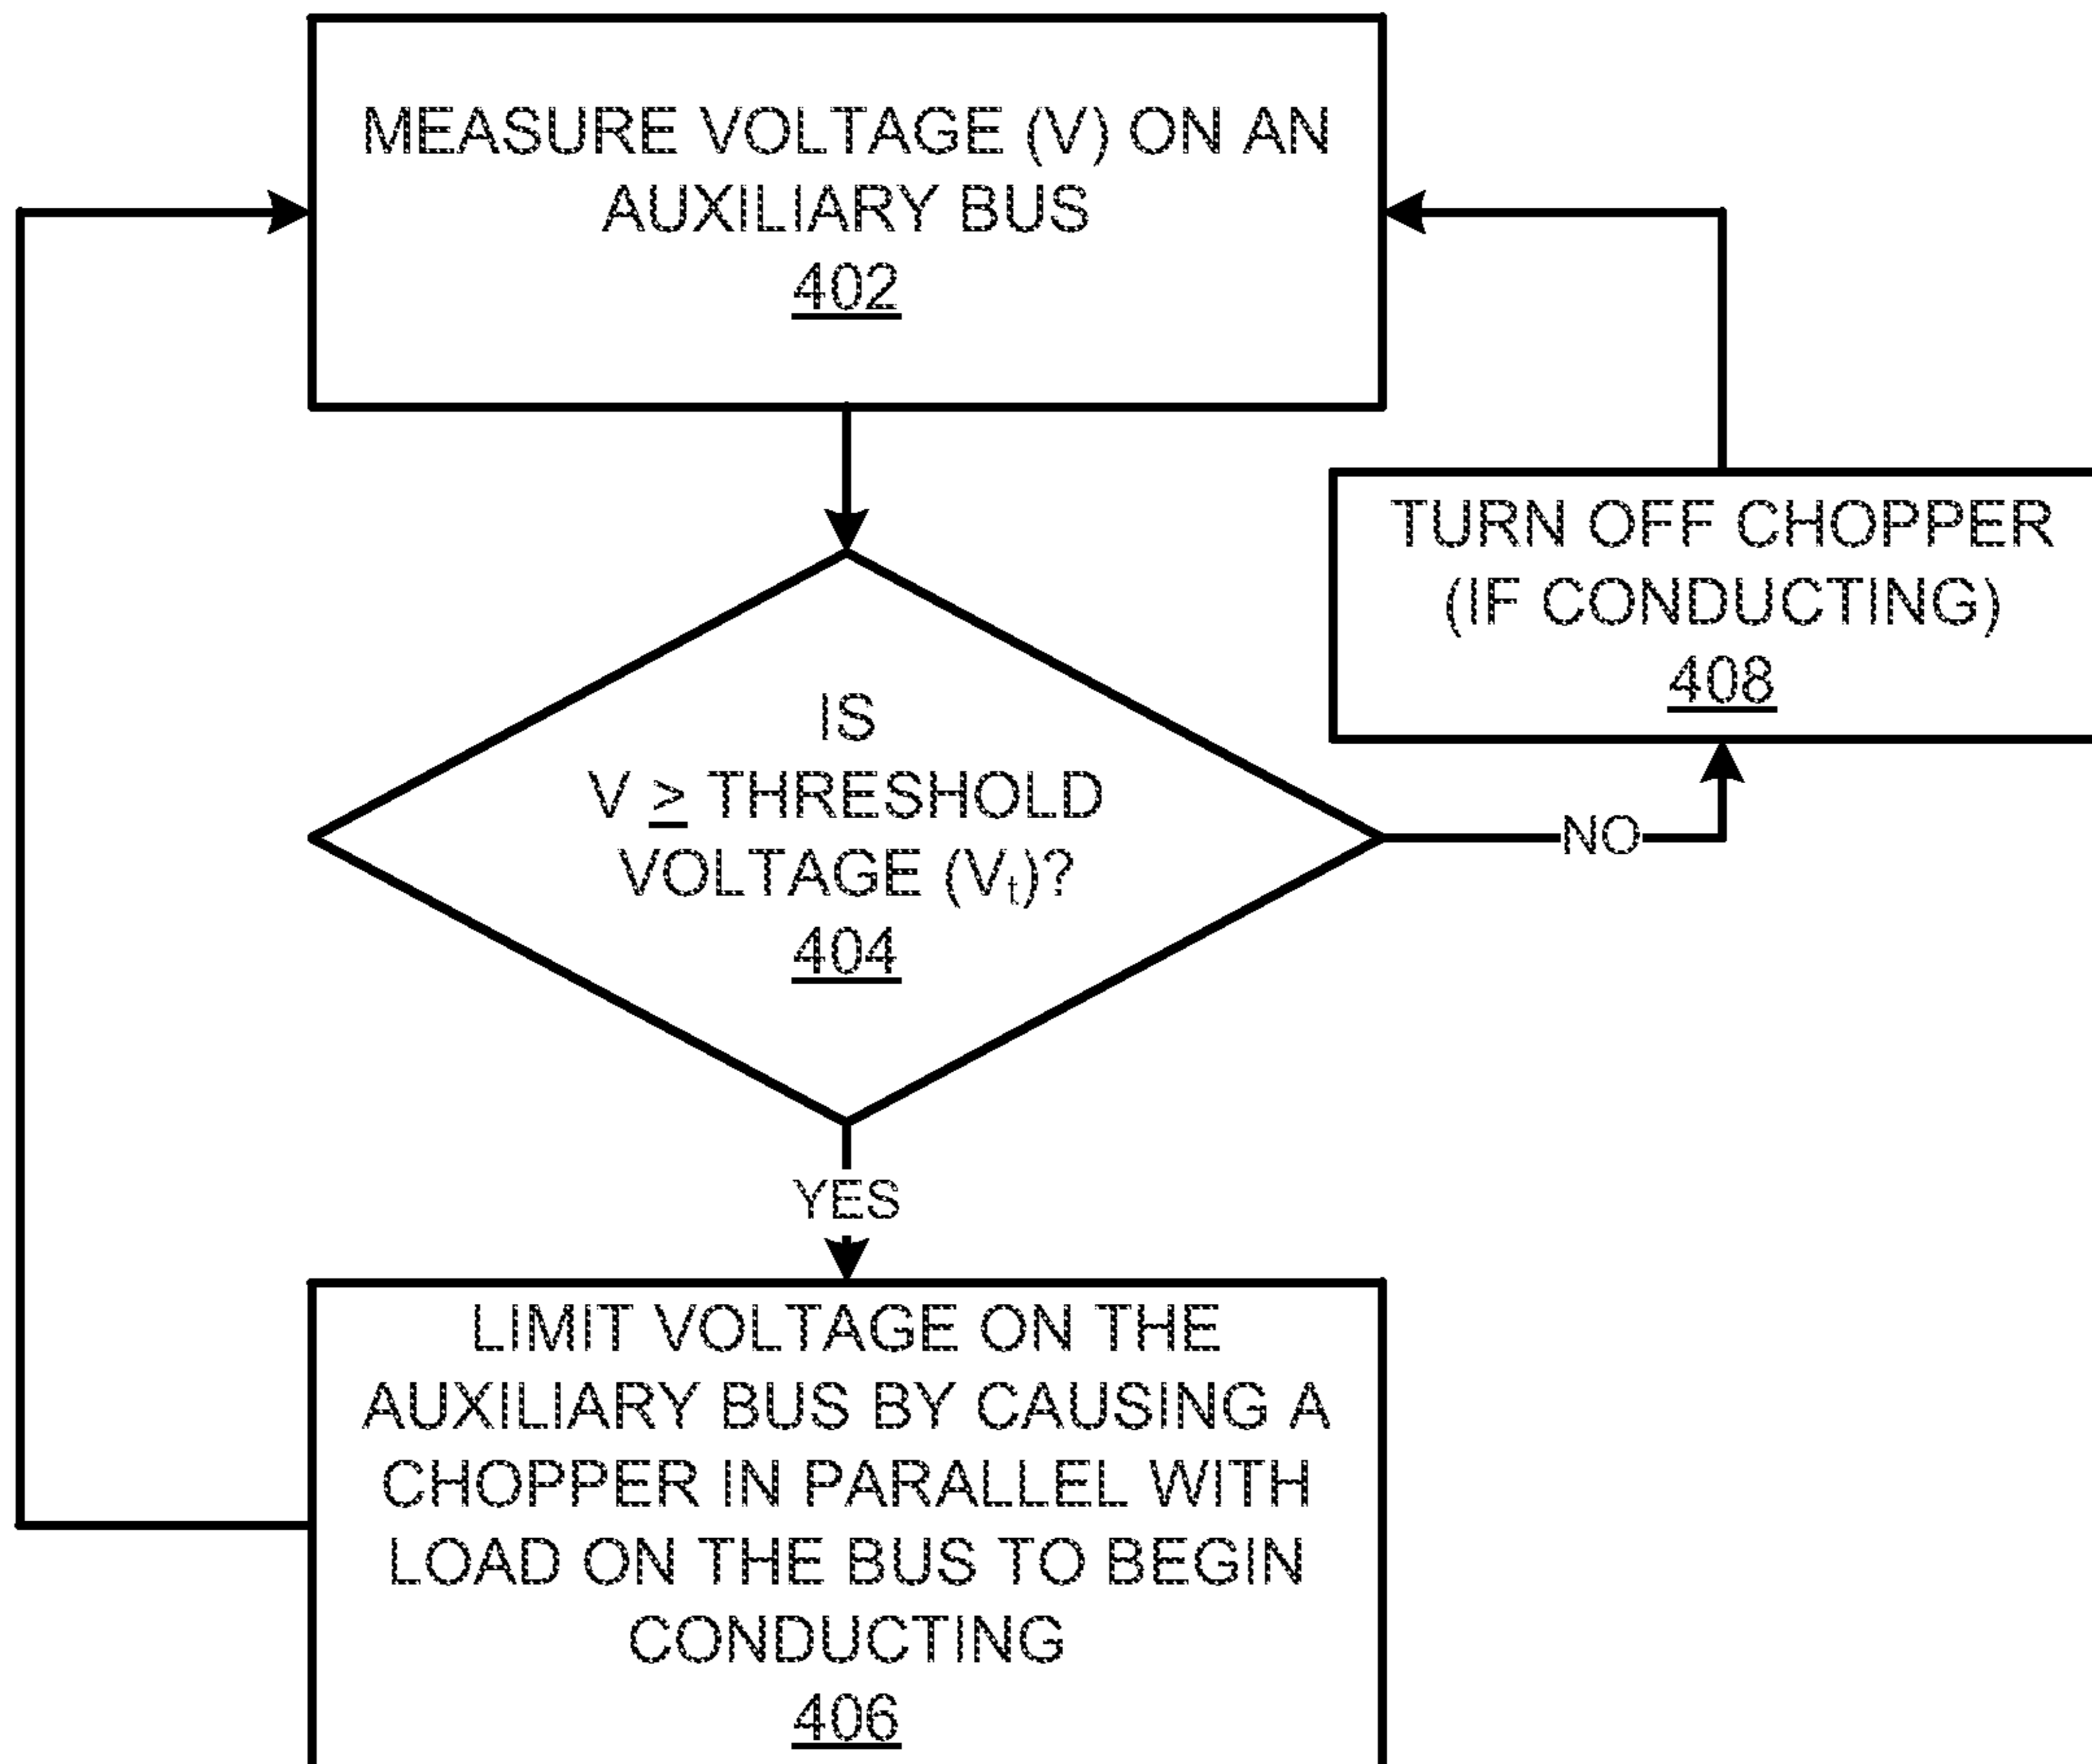 MEASURE VOLTAGE (V) ON AN
AUXILIARY BUS
402
IS
V ≥ THRESHOLD
VOLTAGE (Vt)?
404
NO
TURN OFF CHOPPER
(IF CONDUCTING)
408
YES
LIMIT VOLTAGE ON THE
AUXILIARY BUS BY CAUSING A
CHOPPER IN PARALLEL WITH
LOAD ON THE BUS TO BEGIN
CONDUCTING
406